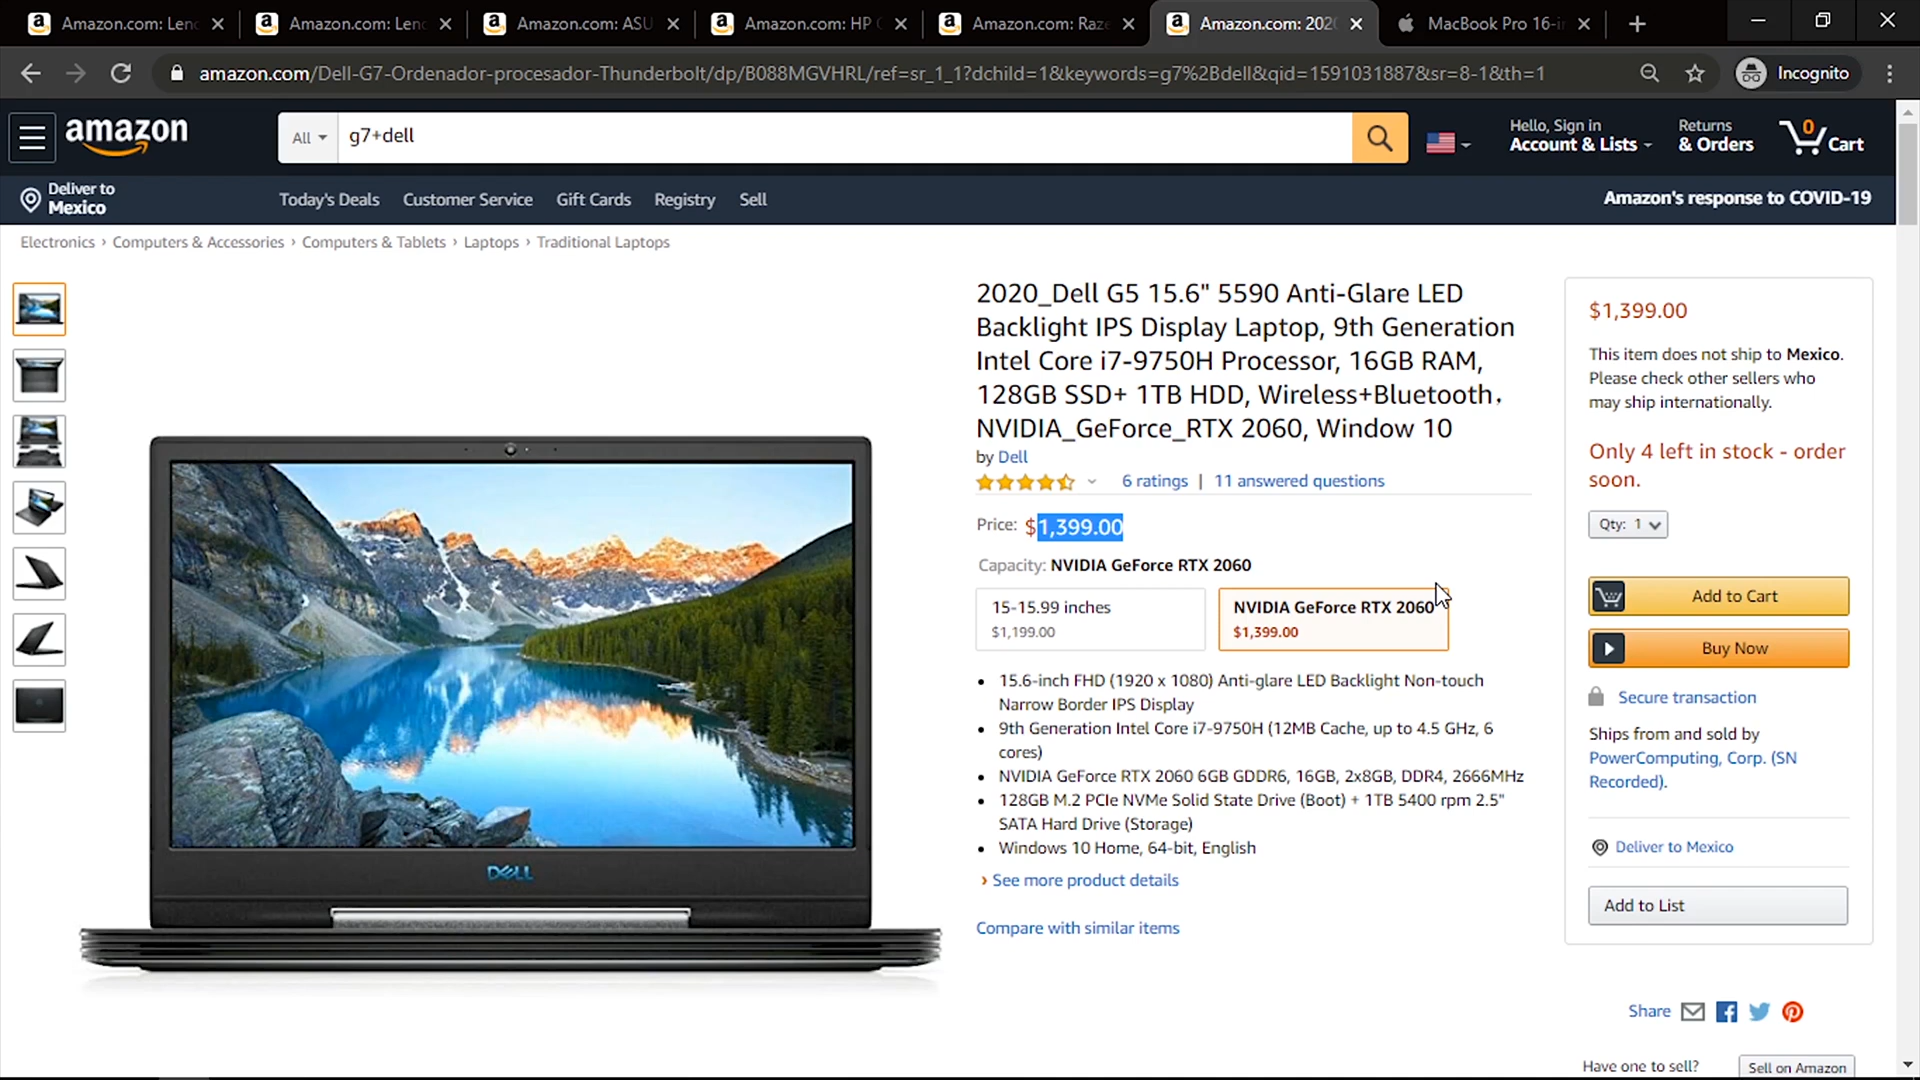 Amazon.com: Leno
Amazon.com: Leno
Amazon.com: ASU
Amazon.com: HP
Amazon.com: Raze
Amazon.com: 2020
MacBook Pro 16-in
amazon.com/Dell-G7-Ordenador-procesador-Thunderbolt/dp/B088MGVHRL/ref=sr_1_1?dchild=1&keywords=g7%2Bdell&qid=1591031887&sr=8-1&th=1
Incognito
amazon
All
g7+dell
Hello, Sign in
Account & Lists
Returns
& Orders
0
Cart
Deliver to
Mexico
Today's Deals
Customer Service
Gift Cards
Registry
Sell
Amazon's response to COVID-19
Electronics › Computers & Accessories › Computers & Tablets › Laptops › Traditional Laptops
2020_Dell G5 15.6" 5590 Anti-Glare LED
Backlight IPS Display Laptop, 9th Generation
Intel Core i7-9750H Processor, 16GB RAM,
128GB SSD+ 1TB HDD, Wireless+Bluetooth,
NVIDIA_GeForce_RTX 2060, Window 10
by Dell
6 ratings | 11 answered questions
Price: $1,399.00
Capacity: NVIDIA GeForce RTX 2060
15-15.99 inches
$1,199.00
NVIDIA GeForce RTX 2060
$1,399.00
• 15.6-inch FHD (1920 x 1080) Anti-glare LED Backlight Non-touch
Narrow Border IPS Display
• 9th Generation Intel Core i7-9750H (12MB Cache, up to 4.5 GHz, 6
cores)
• NVIDIA GeForce RTX 2060 6GB GDDR6, 16GB, 2x8GB, DDR4, 2666MHz
• 128GB M.2 PCIe NVMe Solid State Drive (Boot) + 1TB 5400 rpm 2.5"
SATA Hard Drive (Storage)
• Windows 10 Home, 64-bit, English
› See more product details
Compare with similar items
DELL
$1,399.00
This item does not ship to Mexico.
Please check other sellers who
may ship internationally.
Only 4 left in stock - order
soon.
Qty: 1
Add to Cart
Buy Now
Secure transaction
Ships from and sold by
PowerComputing, Corp. (SN
Recorded).
Deliver to Mexico
Add to List
Share
Have one to sell?
Sell on Amazon